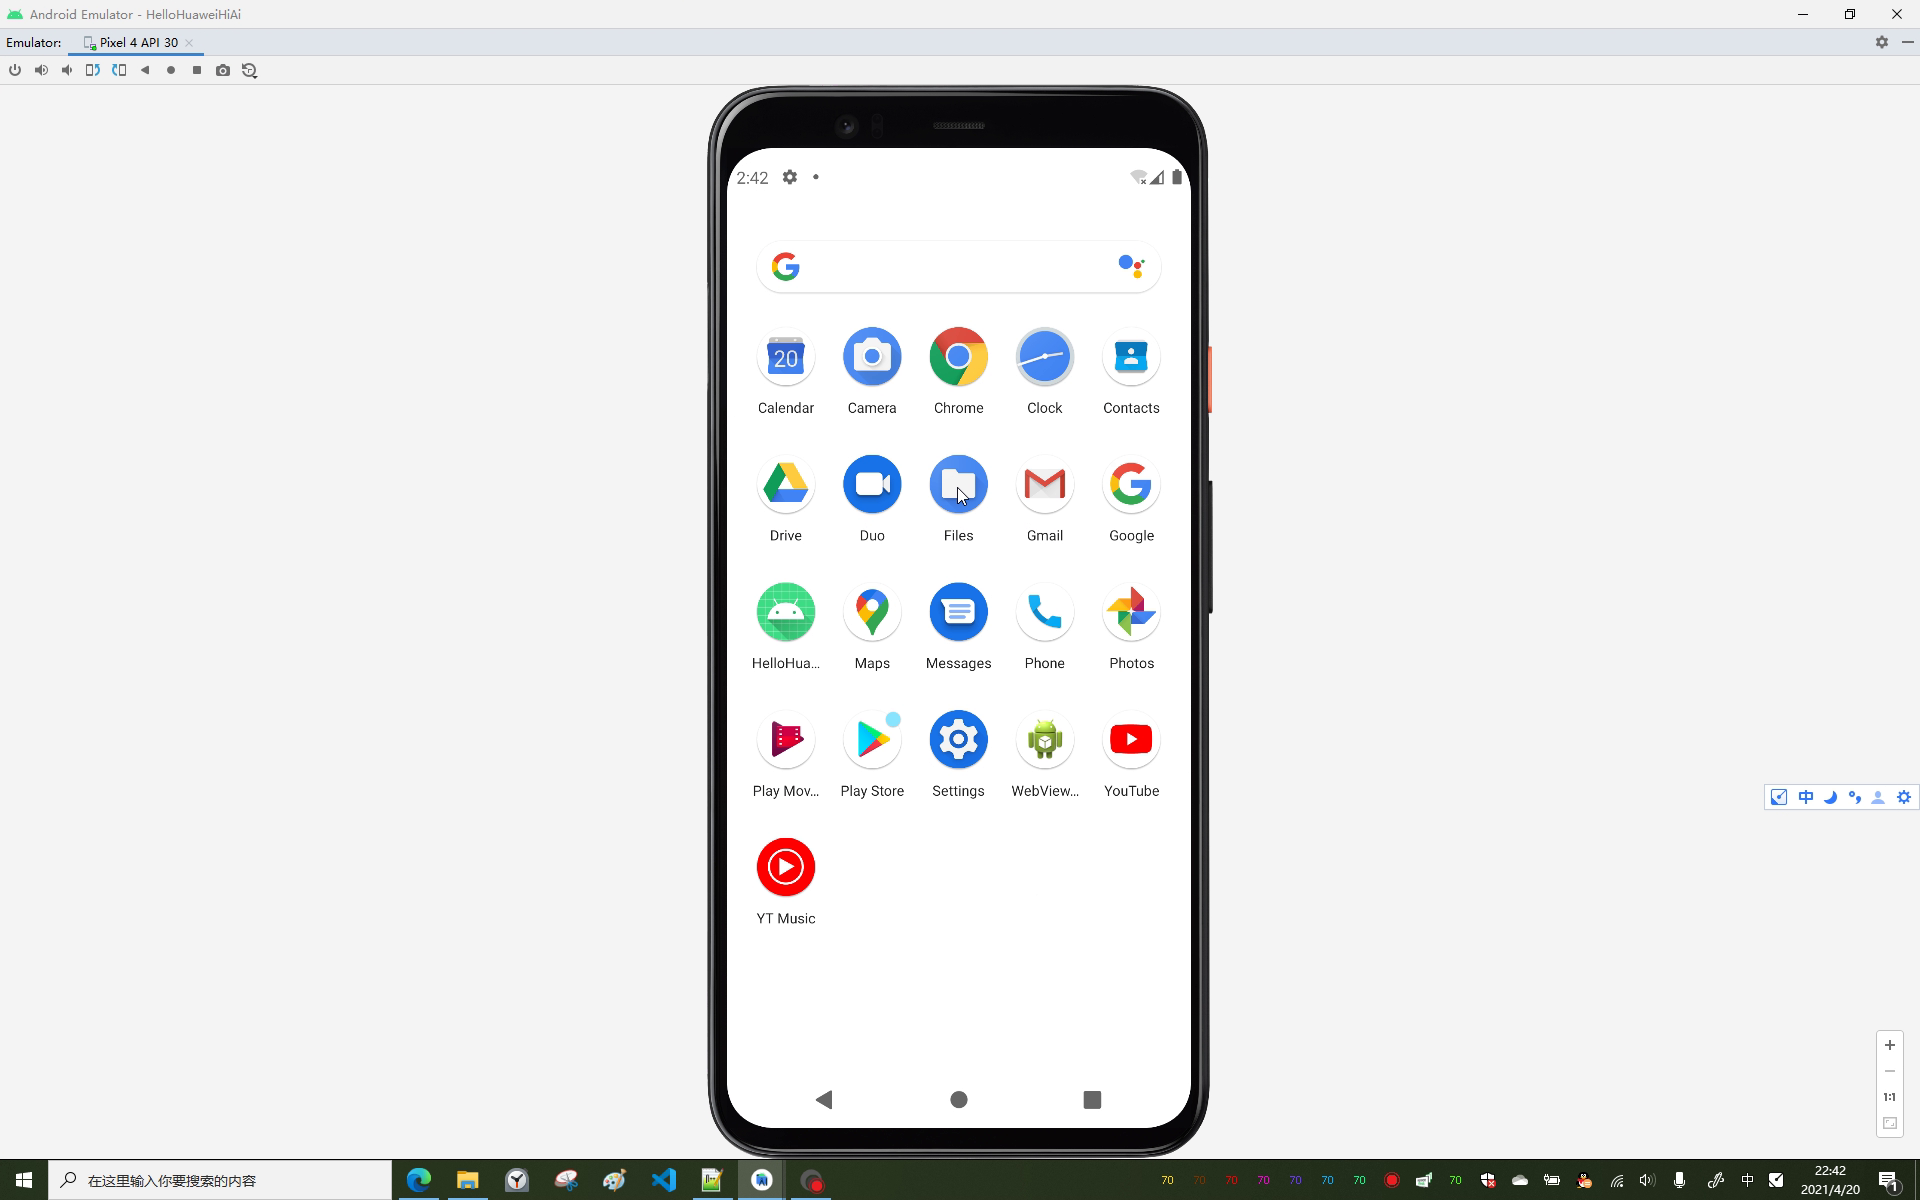 Android Emulator - HelloHuaweiHiAi
Emulator: Pixel 4 API 30
2:42
20
Calendar Camera Chrome Clock Contacts
Drive Duo Files Gmail Google
HelloHua... Maps Messages Phone Photos
Play Mov... Play Store Settings WebView... YouTube
YT Music
中
1:1
在这里输入你要搜索的内容
70 70 70 70 70 70 70 70 中 22:42
2021/4/20 1